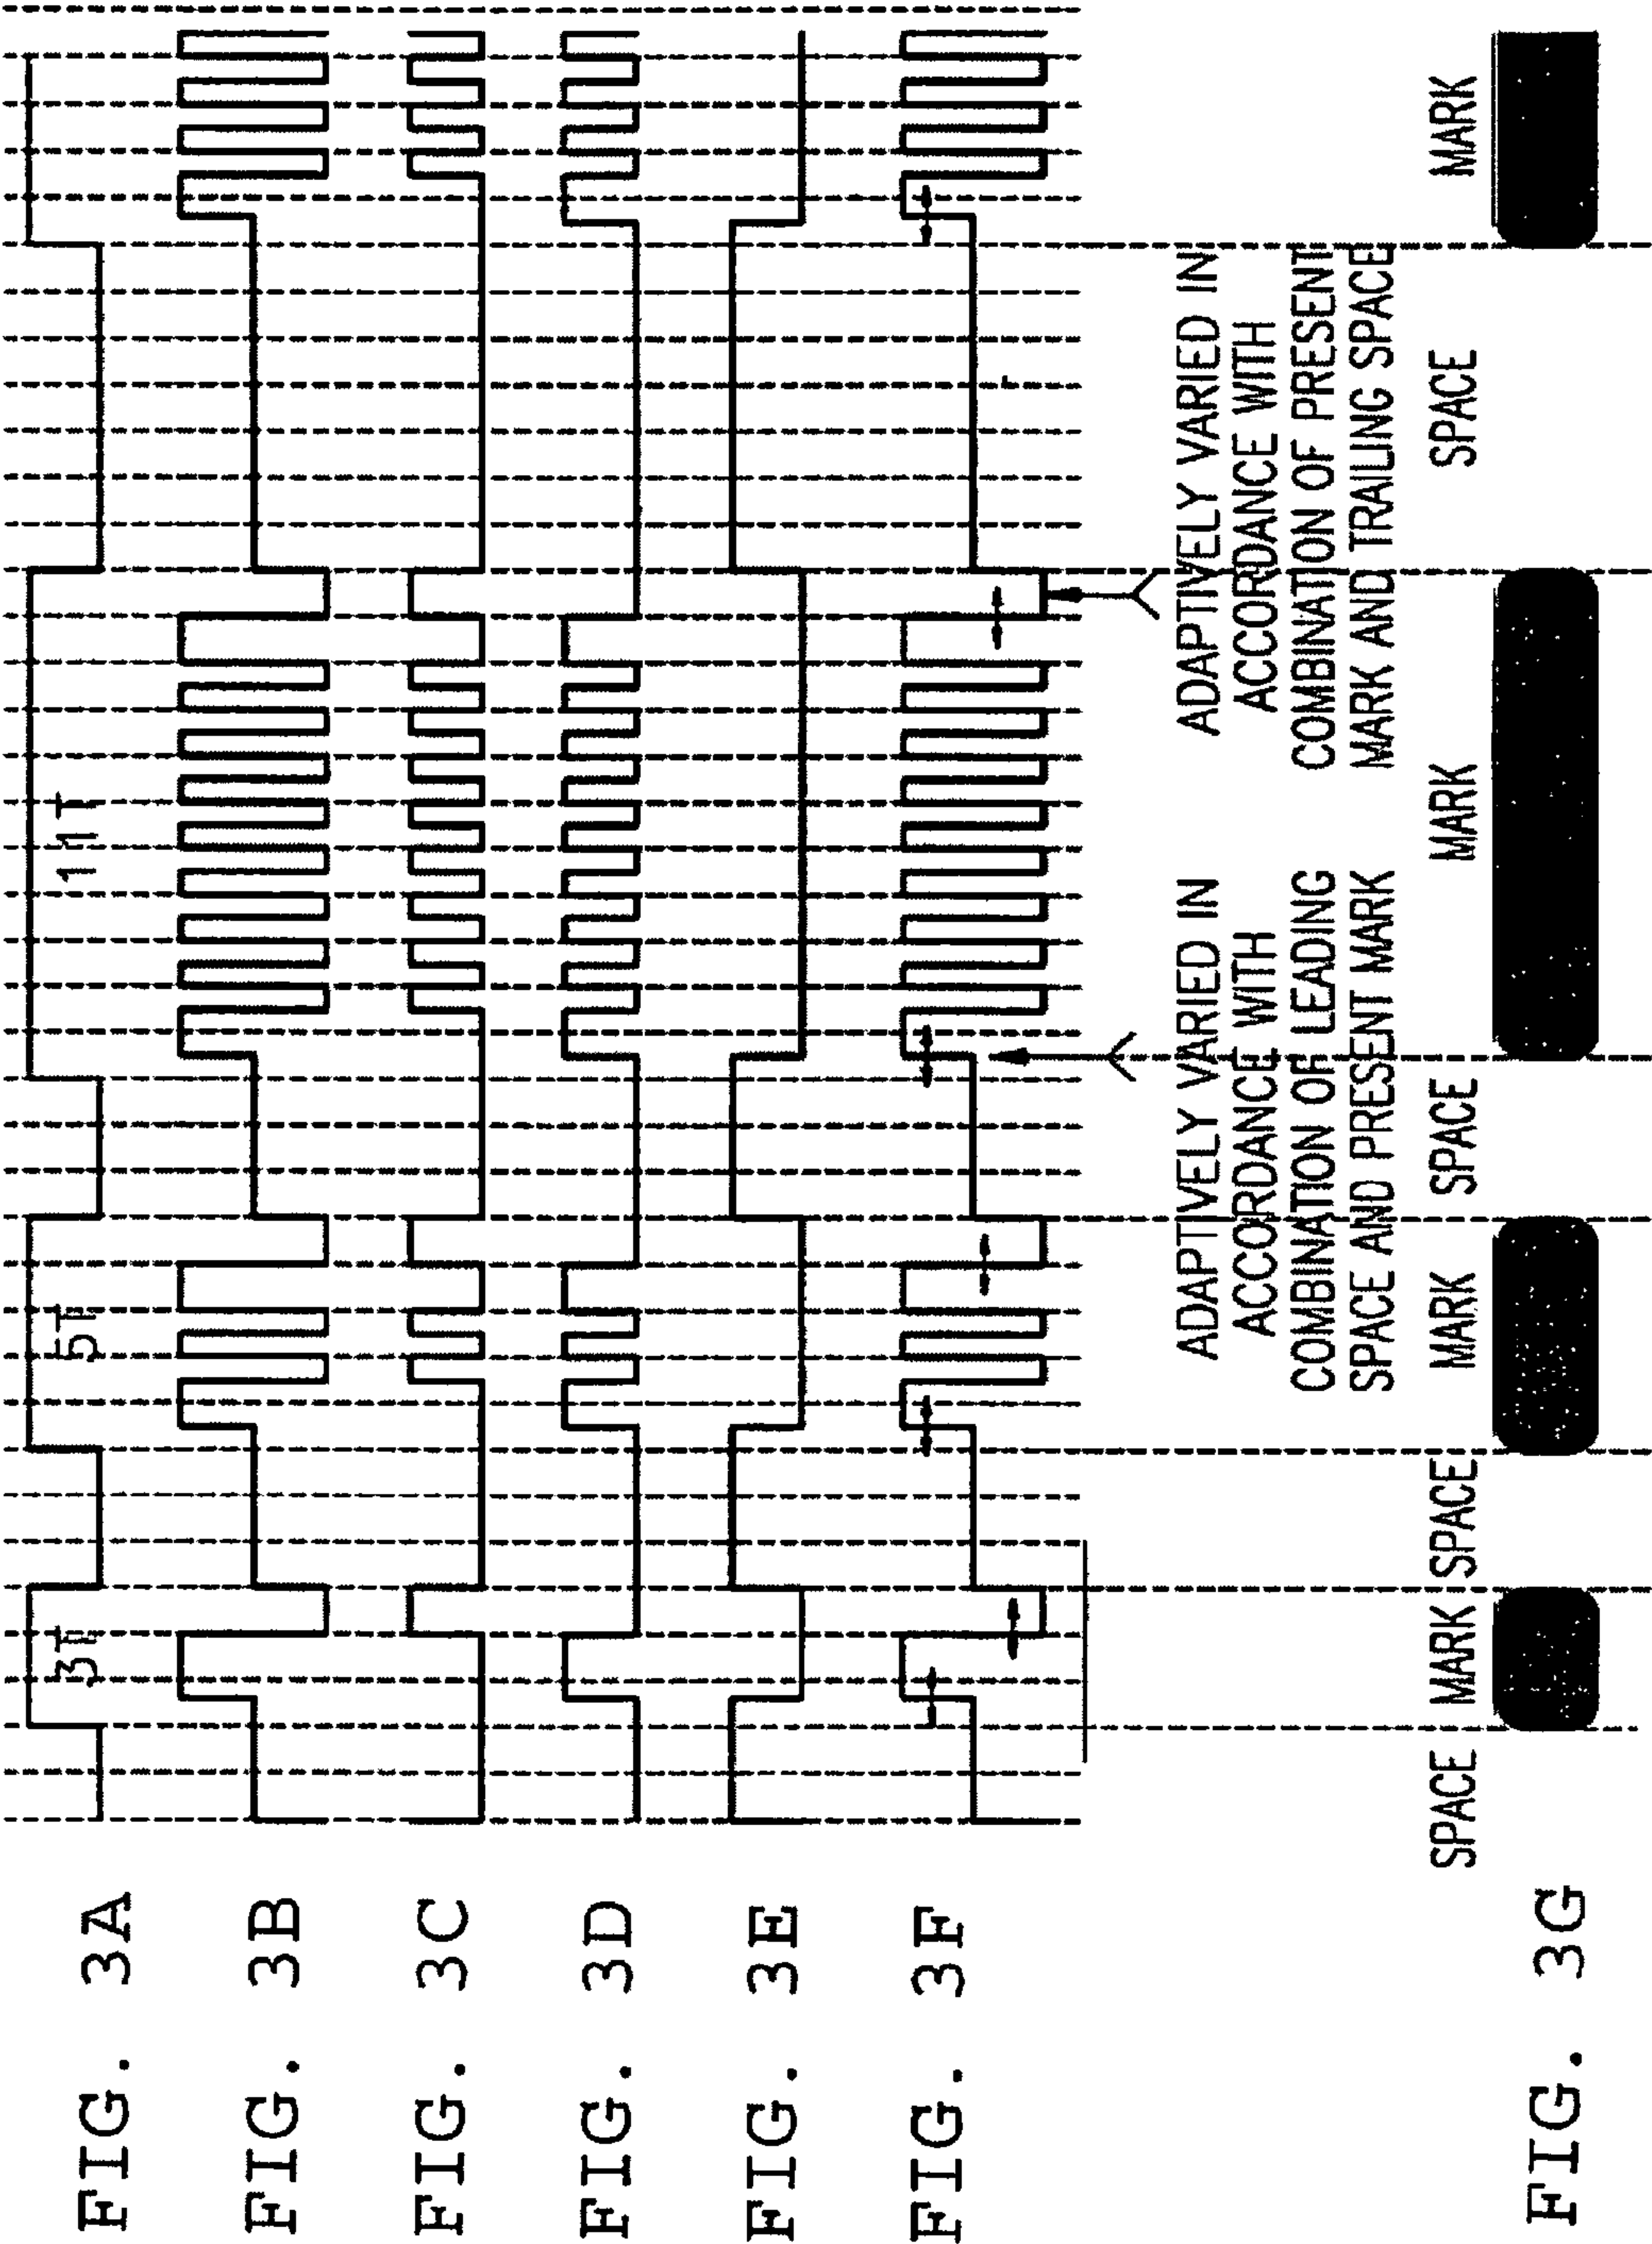 FIG. 3A
3T
5T
11T
FIG. 3B
FIG. 3C
FIG. 3D
FIG. 3E
FIG. 3F
ADAPTIVELY VARIED IN
ACCORDANCE WITH
COMBINATION OF LEADING
SPACE AND PRESENT MARK
ADAPTIVELY VARIED IN
ACCORDANCE WITH
COMBINATION OF PRESENT
MARK AND TRAILING SPACE
SPACE MARK SPACE MARK SPACE MARK SPACE MARK
FIG. 3G